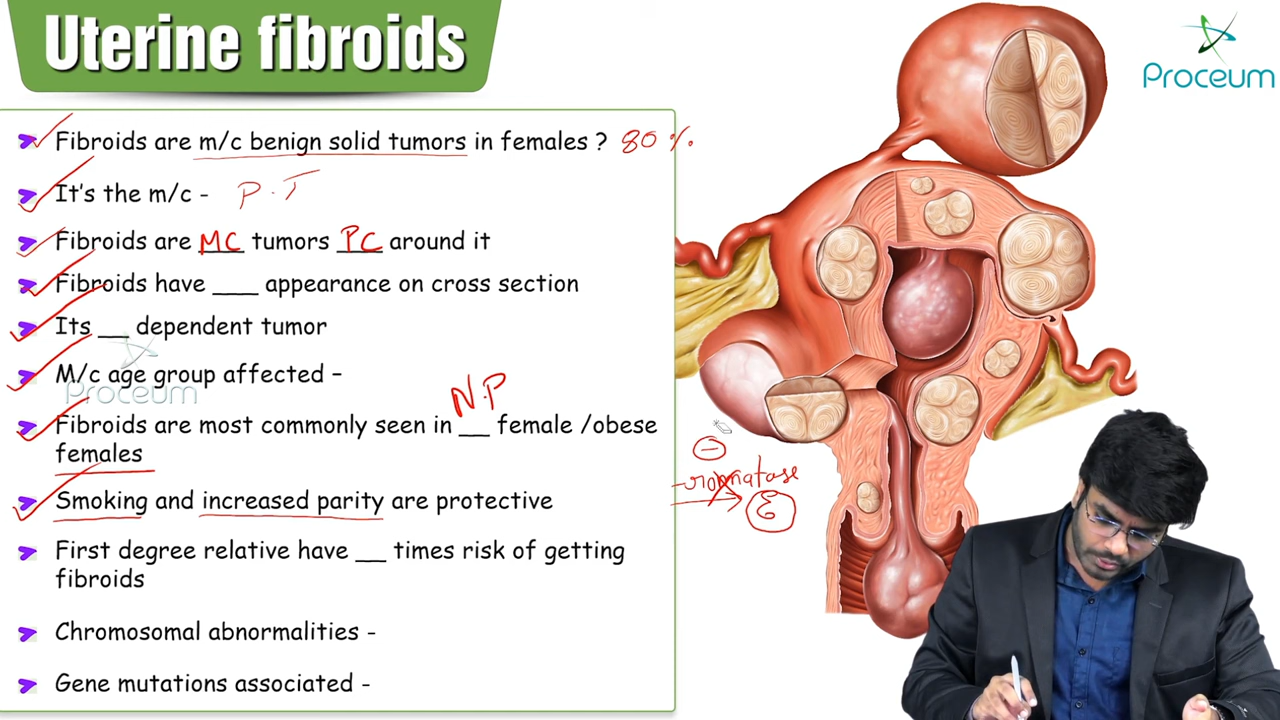 Uterine fibroids
Proceum
Fibroids are m/c benign solid tumors in females ? 80%
It's the m/c - P.T
Fibroids are MC tumors PC around it
Fibroids have ___ appearance on cross section
Its __ dependent tumor
Proceum
M/c age group affected –
N.P
Fibroids are most commonly seen in __ female /obese
females
Smoking and increased parity are protective
First degree relative have __ times risk of getting
fibroids
Chromosomal abnormalities -
Gene mutations associated -
E